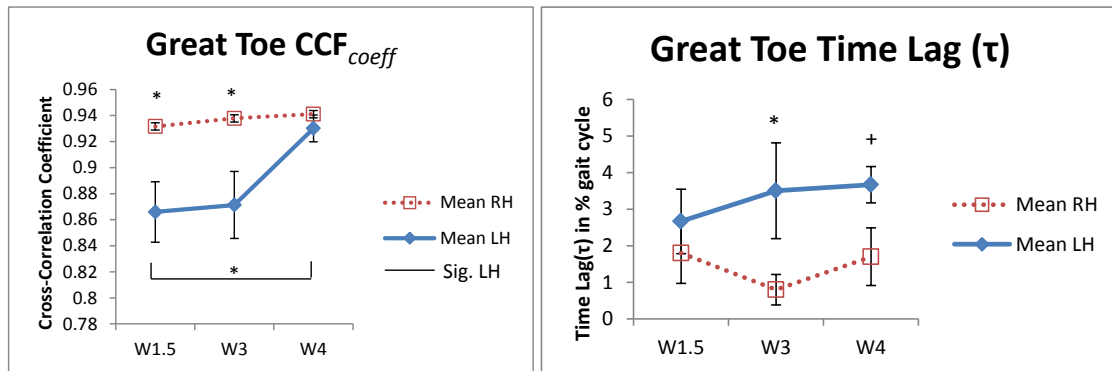 Great Toe CCFcoeff
Cross-Correlation Coefficient
0.96
0.94
0.92
0.9
0.88
0.86
0.84
0.82
0.8
0.78
* *
*
W1.5 W3 W4
Mean RH
Mean LH
Sig. LH
Great Toe Time Lag (τ)
Time Lag(τ) in % gait cycle
6
5
4
3
2
1
0
*
+
W1.5 W3 W4
Mean RH
Mean LH